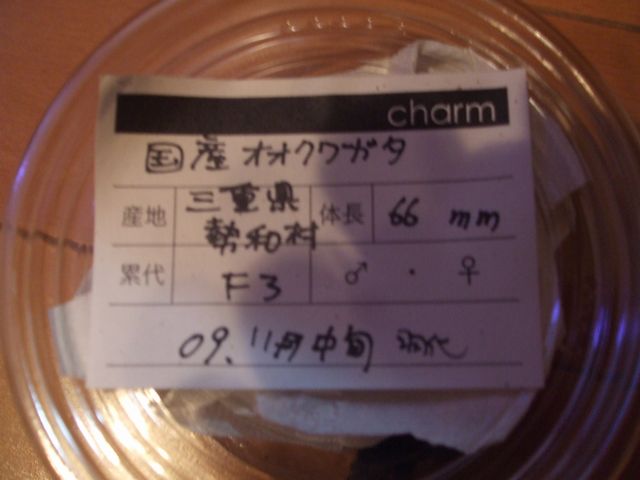 charm
国産オオクワガタ
産地 三重県勢和村 体長 66 mm
累代 F3 ♂・♀
09.11月中旬 羽化